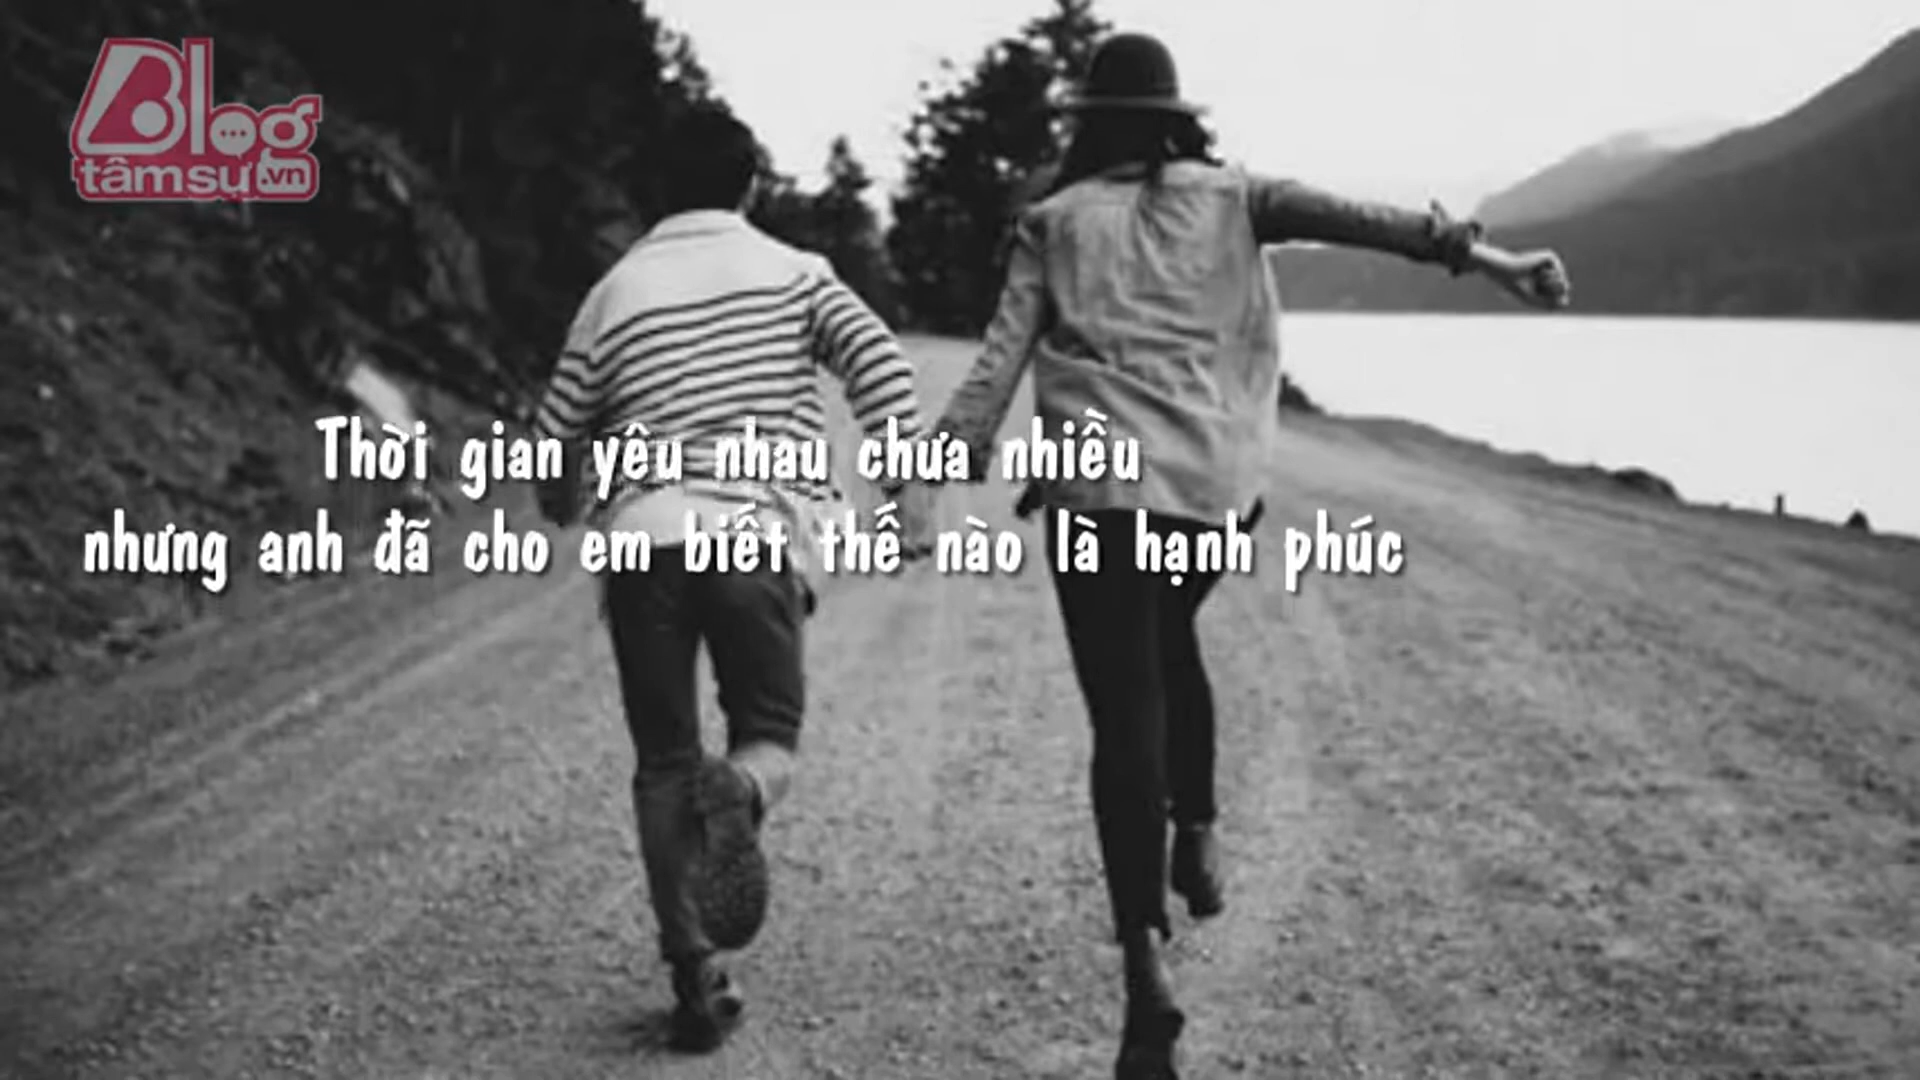 Blog
tâmsự.vn
Thời gian yêu nhau chưa nhiều
nhưng anh đã cho em biết thế nào là hạnh phúc